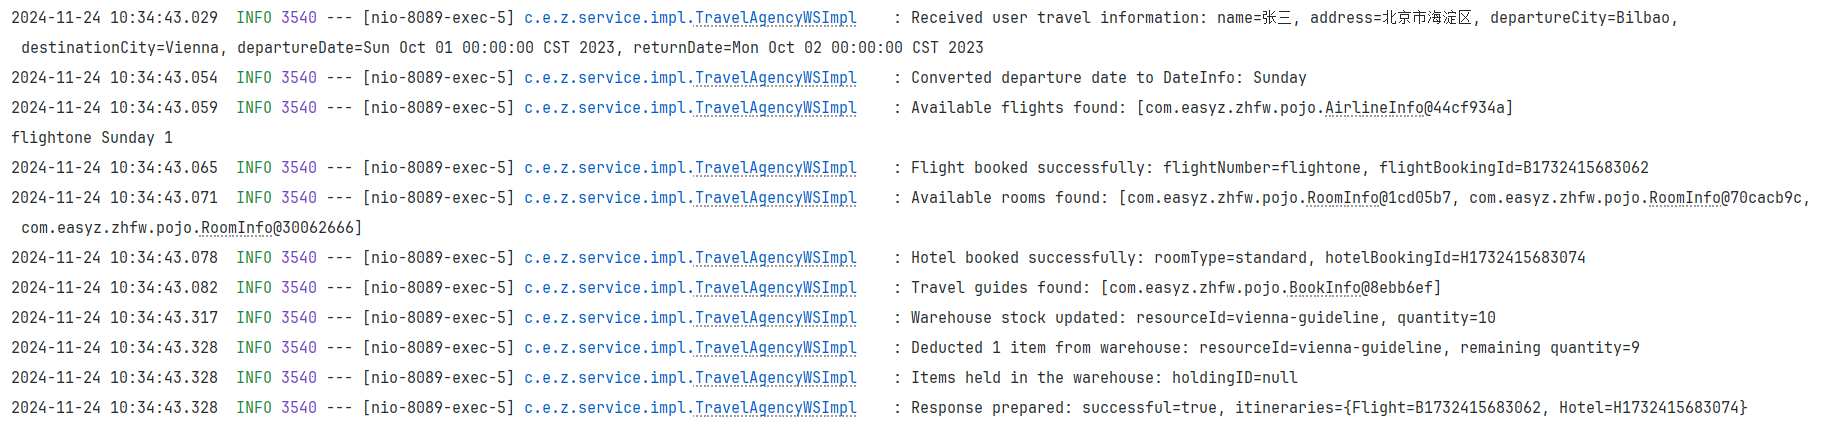 2024-11-24 10:34:43.029  INFO 3540 --- [nio-8089-exec-5] c.e.z.service.impl.TravelAgencyWSImpl    : Received user travel information: name=张三, address=北京市海淀区, departureCity=Bilbao,
destinationCity=Vienna, departureDate=Sun Oct 01 00:00:00 CST 2023, returnDate=Mon Oct 02 00:00:00 CST 2023
2024-11-24 10:34:43.054  INFO 3540 --- [nio-8089-exec-5] c.e.z.service.impl.TravelAgencyWSImpl    : Converted departure date to DateInfo: Sunday
2024-11-24 10:34:43.059  INFO 3540 --- [nio-8089-exec-5] c.e.z.service.impl.TravelAgencyWSImpl    : Available flights found: [com.easyz.zhfw.pojo.AirlineInfo@44cf934a]
flightone Sunday 1
2024-11-24 10:34:43.065  INFO 3540 --- [nio-8089-exec-5] c.e.z.service.impl.TravelAgencyWSImpl    : Flight booked successfully: flightNumber=flightone, flightBookingId=B1732415683062
2024-11-24 10:34:43.071  INFO 3540 --- [nio-8089-exec-5] c.e.z.service.impl.TravelAgencyWSImpl    : Available rooms found: [com.easyz.zhfw.pojo.RoomInfo@1cd05b7, com.easyz.zhfw.pojo.RoomInfo@70cacb9c,
com.easyz.zhfw.pojo.RoomInfo@30062666]
2024-11-24 10:34:43.078  INFO 3540 --- [nio-8089-exec-5] c.e.z.service.impl.TravelAgencyWSImpl    : Hotel booked successfully: roomType=standard, hotelBookingId=H1732415683074
2024-11-24 10:34:43.082  INFO 3540 --- [nio-8089-exec-5] c.e.z.service.impl.TravelAgencyWSImpl    : Travel guides found: [com.easyz.zhfw.pojo.BookInfo@8ebb6ef]
2024-11-24 10:34:43.317  INFO 3540 --- [nio-8089-exec-5] c.e.z.service.impl.TravelAgencyWSImpl    : Warehouse stock updated: resourceId=vienna-guideline, quantity=10
2024-11-24 10:34:43.328  INFO 3540 --- [nio-8089-exec-5] c.e.z.service.impl.TravelAgencyWSImpl    : Deducted 1 item from warehouse: resourceId=vienna-guideline, remaining quantity=9
2024-11-24 10:34:43.328  INFO 3540 --- [nio-8089-exec-5] c.e.z.service.impl.TravelAgencyWSImpl    : Items held in the warehouse: holdingID=null
2024-11-24 10:34:43.328  INFO 3540 --- [nio-8089-exec-5] c.e.z.service.impl.TravelAgencyWSImpl    : Response prepared: successful=true, itineraries={Flight=B1732415683062, Hotel=H1732415683074}